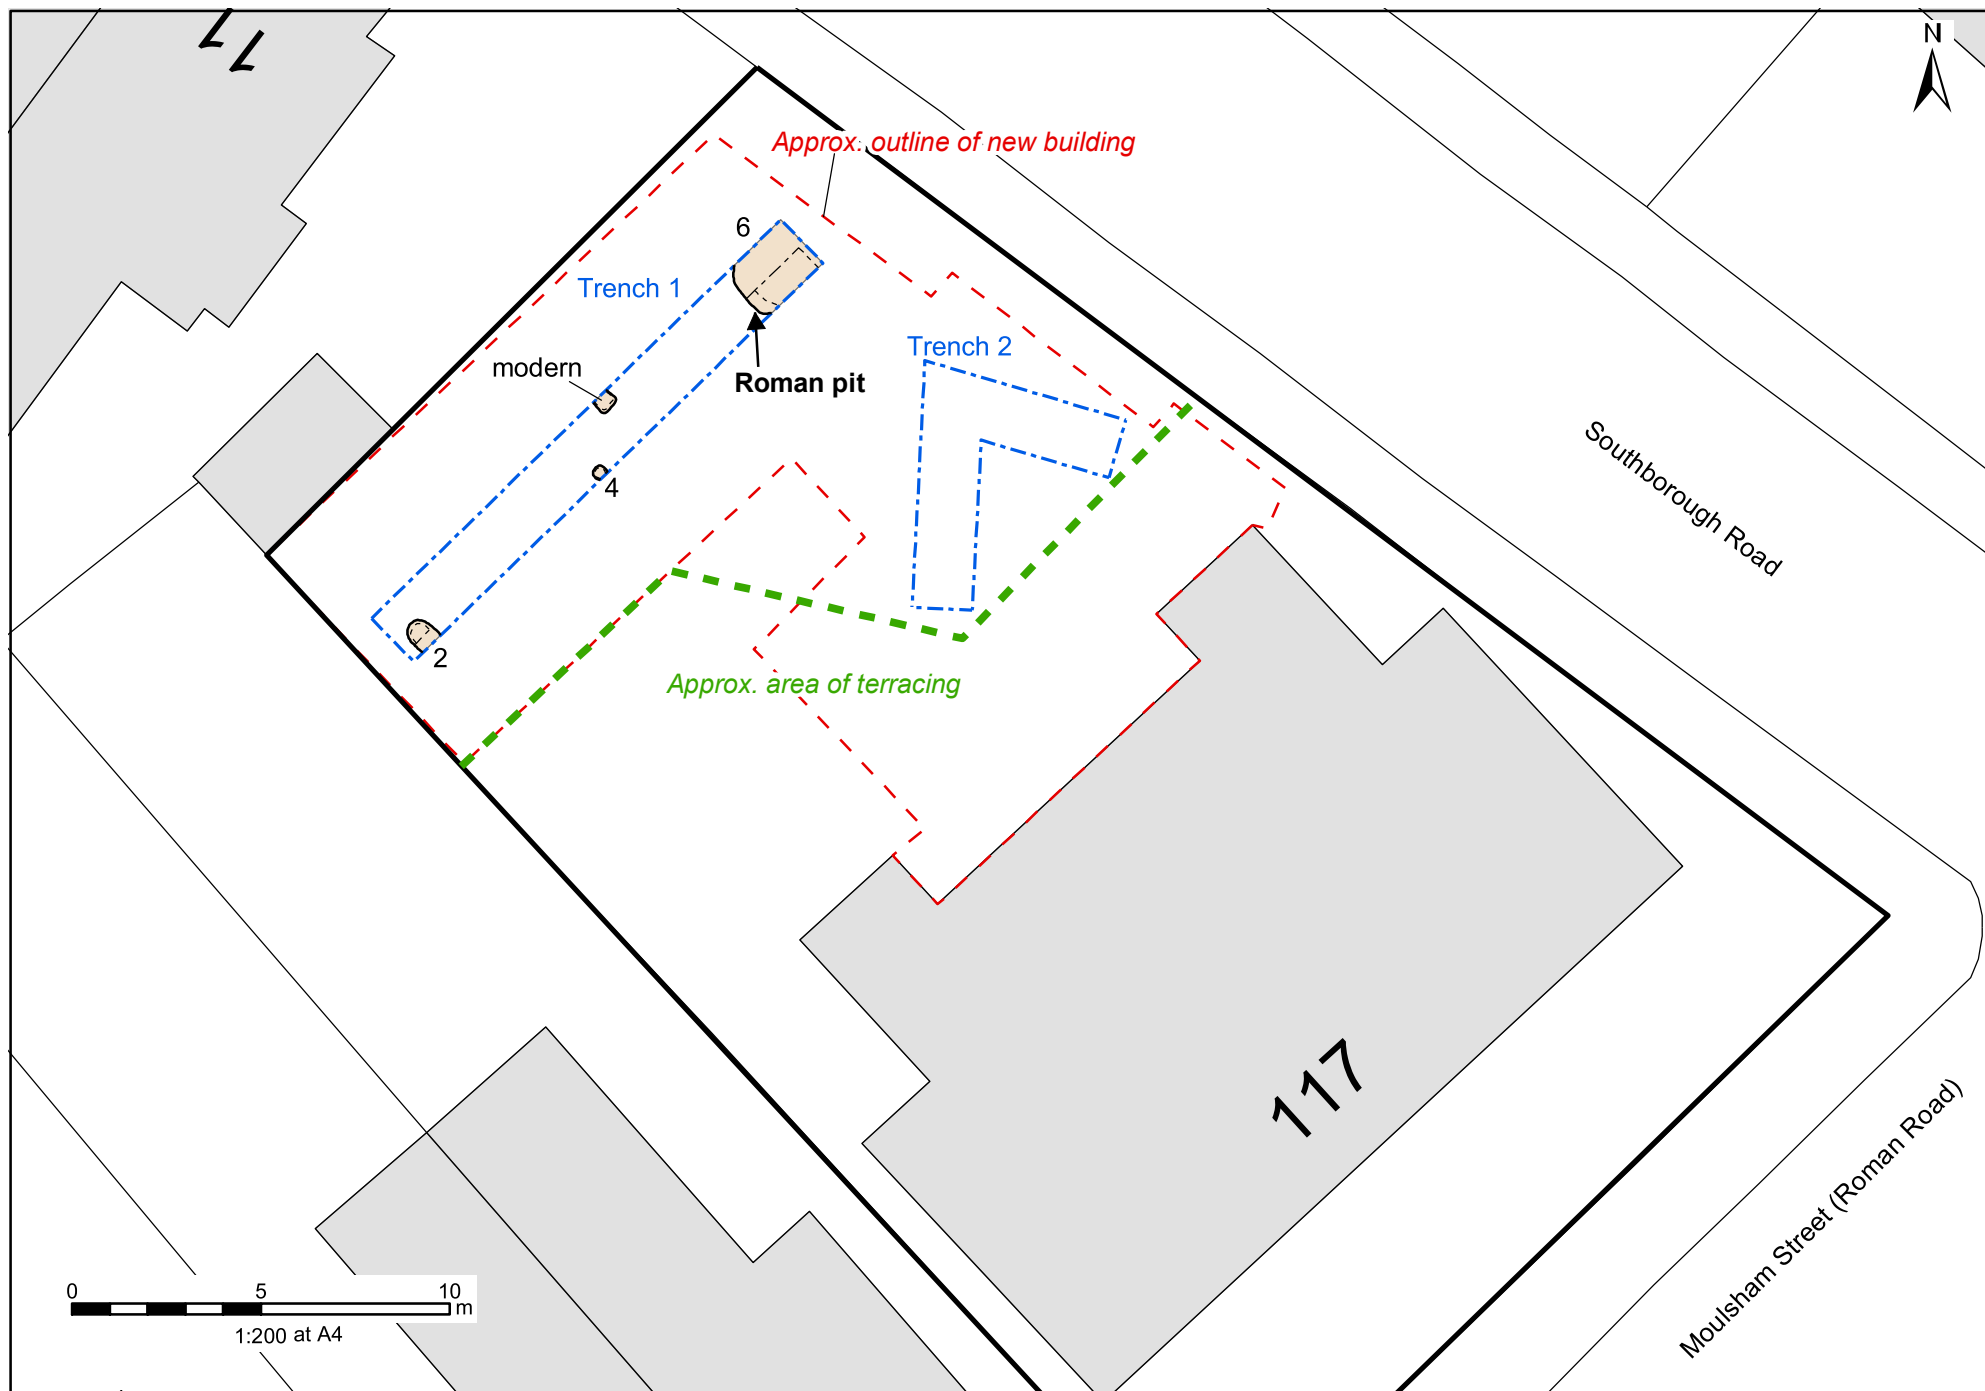 11
N
Approx. outline of new building
6
Trench 1
Trench 2
modern
Roman pit
4
2
Southborough Road
Approx. area of terracing
117
Moulsham Street (Roman Road)
0 5 10
m
1:200 at A4